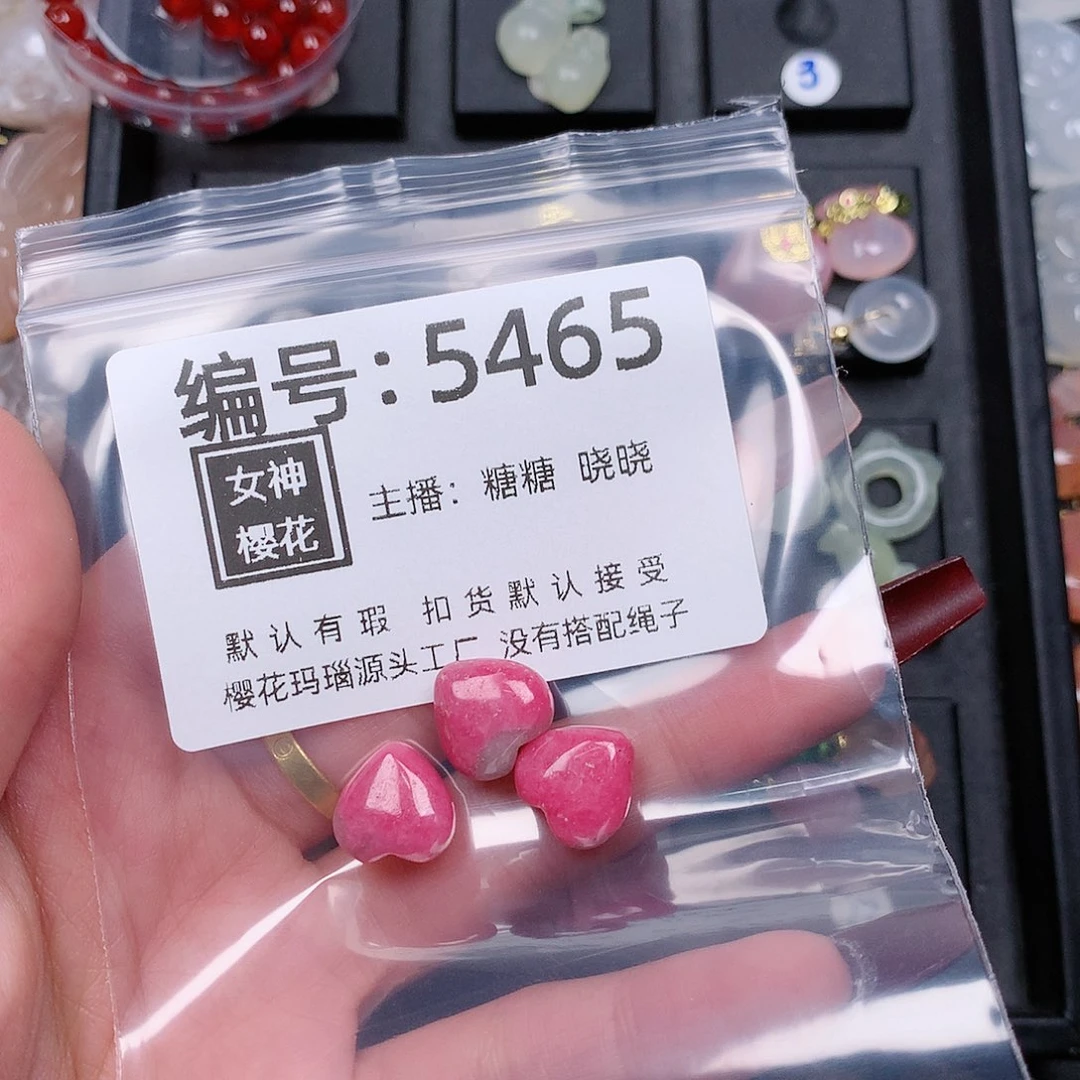 3
编号：5465
女神
樱花
主播：糖糖 晓晓
默认有瑕 扣货默认接受
樱花玛瑙源头工厂 没有搭配绳子